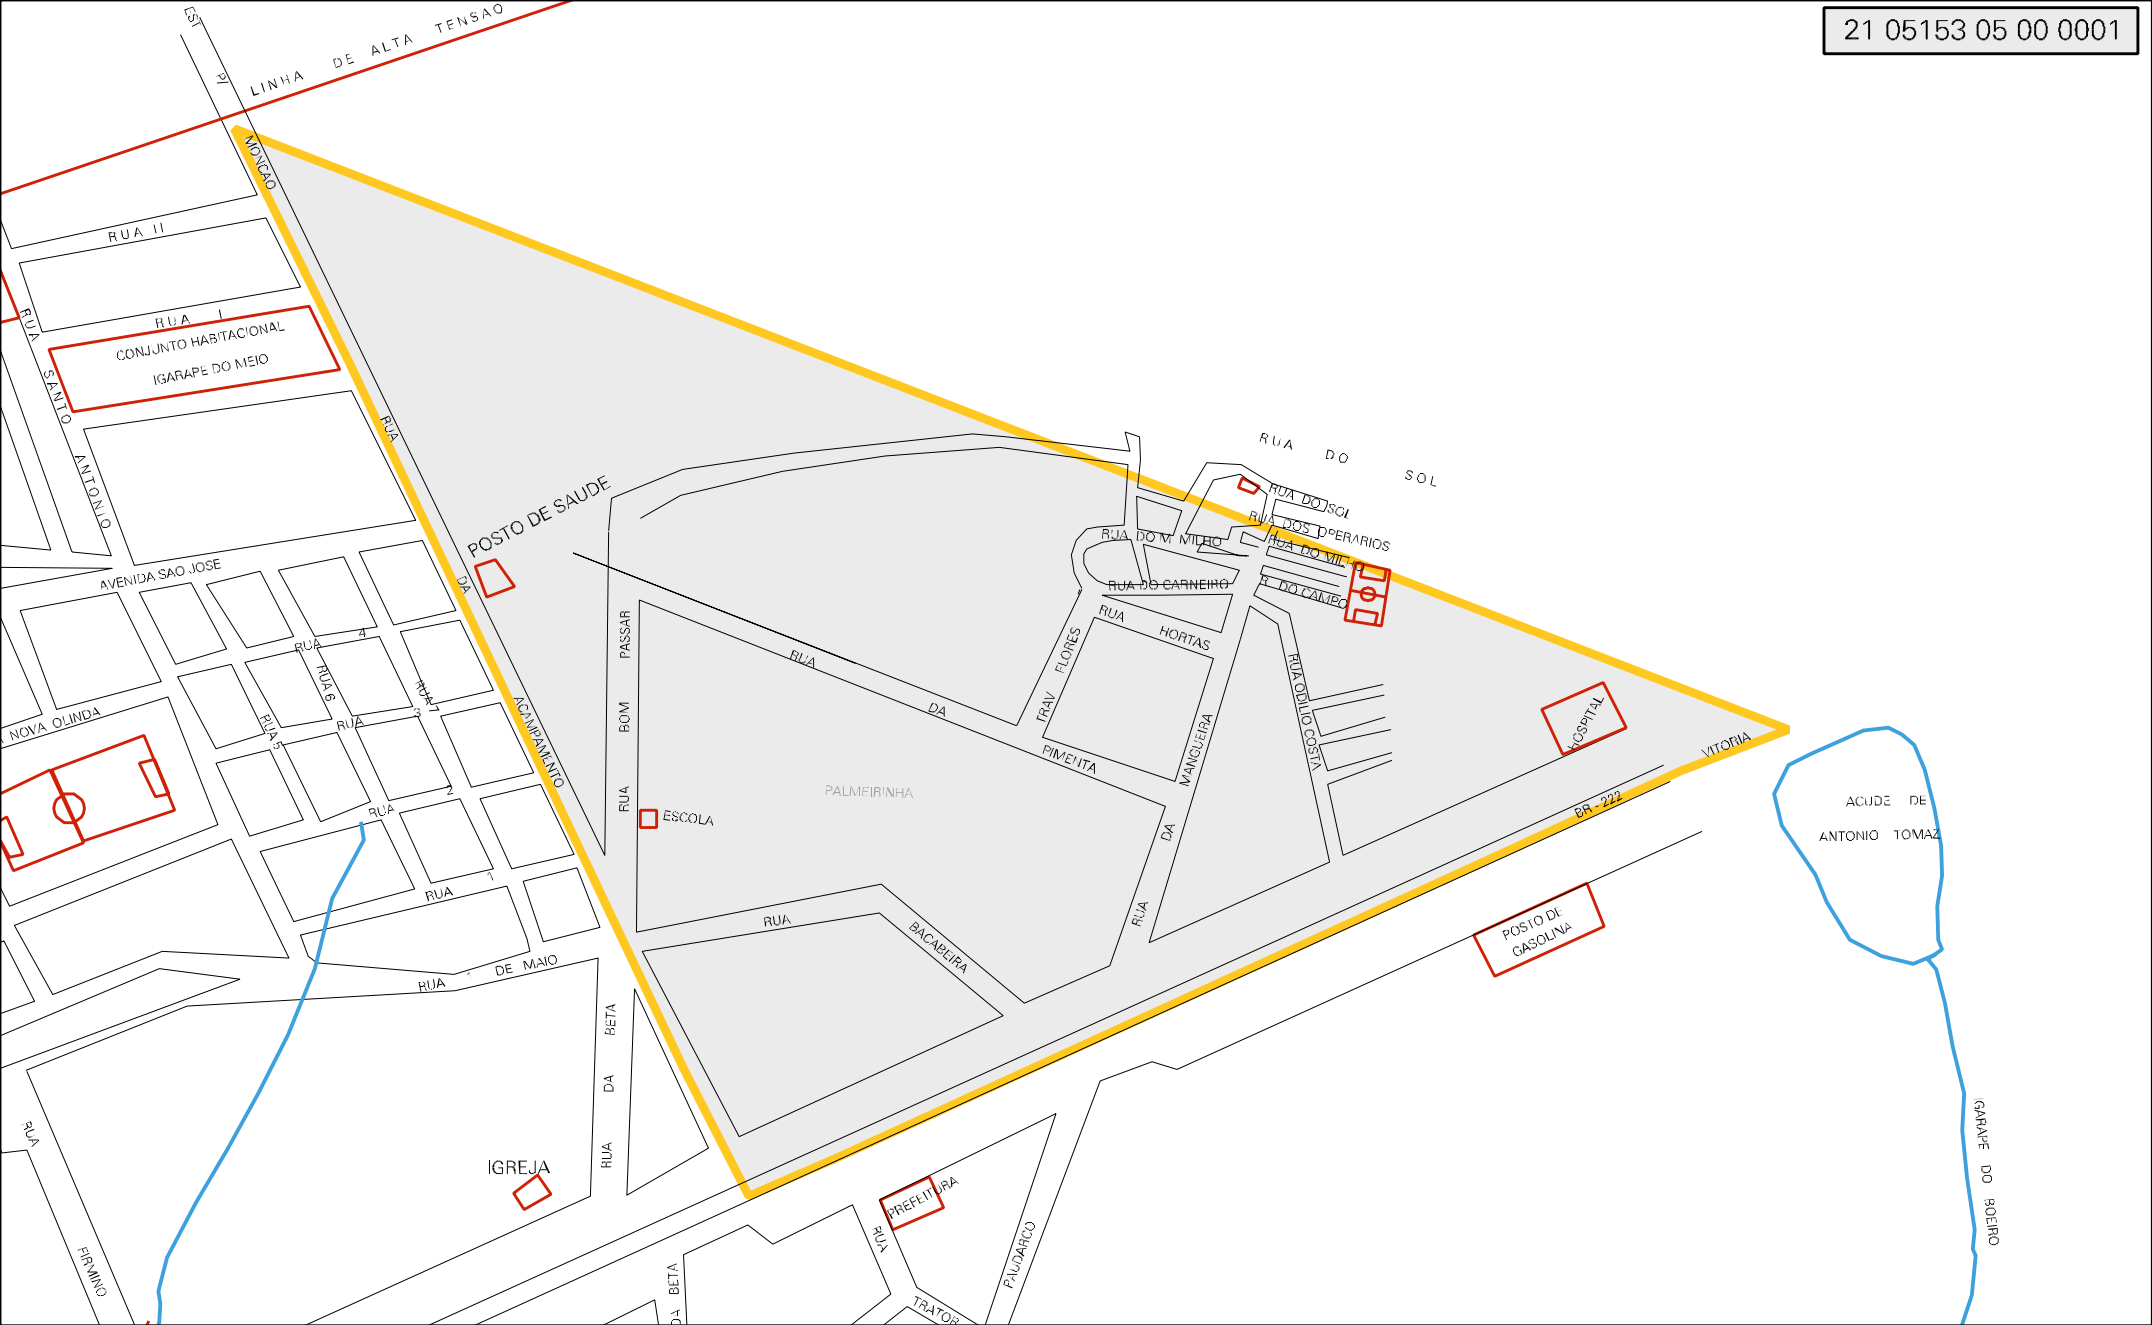 21 05153 05 00 0001
EST P/ MONCAO
LINHA DE ALTA TENSAO
RUA II
RUA I
CONJUNTO HABITACIONAL
IGARAPE DO MEIO
RUA SANTO ANTONIO
RUA DA ACAMPAMENTO
RUA DO SOL
RUA DO SOL
RUA DOS OPERARIOS
RUA DO M. MILHO
RUA DO MILHO
RUA DO CARNEIRO
R. DO CAMPO
POSTO DE SAUDE
AVENIDA SAO JOSE
RUA HORTAS
TRAV FLORES
RUA 4
RUA 6
RUA 7
RUA 3
RUA 5
RUA 2
RUA 1
NOVA OLINDA
RUA BOM PASSAR
RUA DA PIMENTA
RUA DA MANGUEIRA
RUA ODILIO COSTA
HOSPITAL
VITORIA
BR - 222
PALMEIRINHA
ESCOLA
ACUDE DE
ANTONIO TOMAZ
RUA BACABEIRA
POSTO DE
GASOLINA
RUA 1 DE MAIO
RUA DA BETA
IGREJA
PREFEITURA
RUA FIRMINO
RUA TRATOR
PAUDARCO
DA BETA
IGARAPE DO BOEIRO